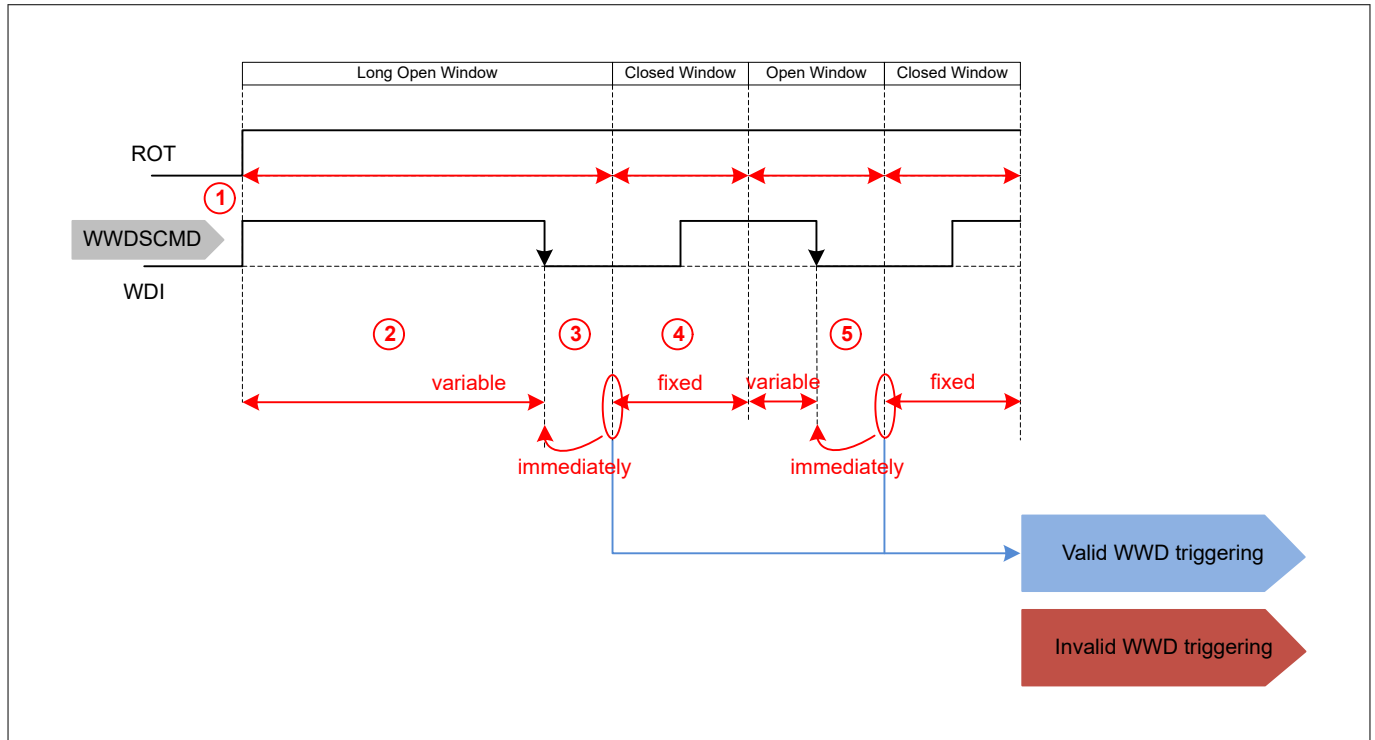 Long Open Window
Closed Window
Open Window
Closed Window
ROT
1
WWDSCMD
WDI
2
3
4
5
variable
fixed
variable
fixed
immediately
immediately
Valid WWD triggering
Invalid WWD triggering